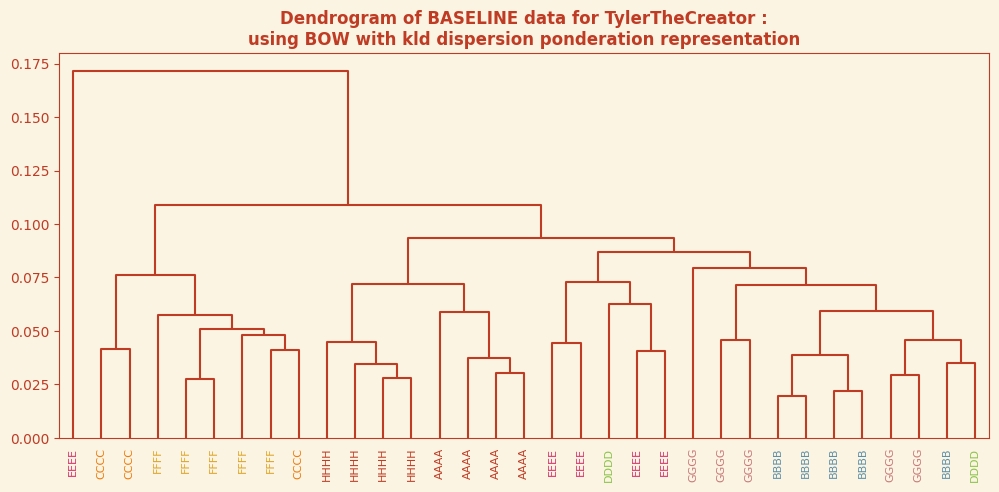 Dendrogram of BASELINE data for TylerTheCreator :
using BOW with kld dispersion ponderation representation
0.175
0.150
0.125
0.100
0.075
0.050
0.025
0.000
EEEE CCCC CCCC FFFF FFFF FFFF FFFF FFFF CCCC HHHH HHHH HHHH HHHH AAAA AAAA AAAA AAAA EEEE EEEE DDDD EEEE EEEE GGGG GGGG GGGG BBBB BBBB BBBB BBBB GGGG GGGG BBBB DDDD